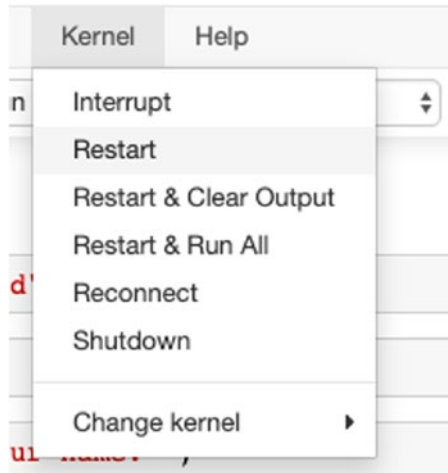 Kernel Help
n
Interrupt
Restart
Restart & Clear Output
Restart & Run All
d'
Reconnect
Shutdown
Change kernel